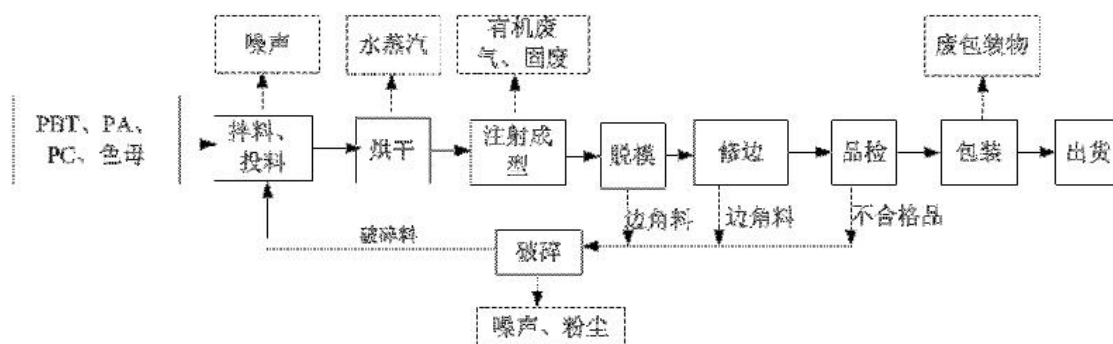 噪声
水蒸汽
有机废
气、固废
废包装物
PBT、PA、
PC、色母
拌料、
投料
烘干
注射成
型
脱模
修边
品检
包装
出货
边角料
边角料
不合格品
破碎料
破碎
噪声、粉尘